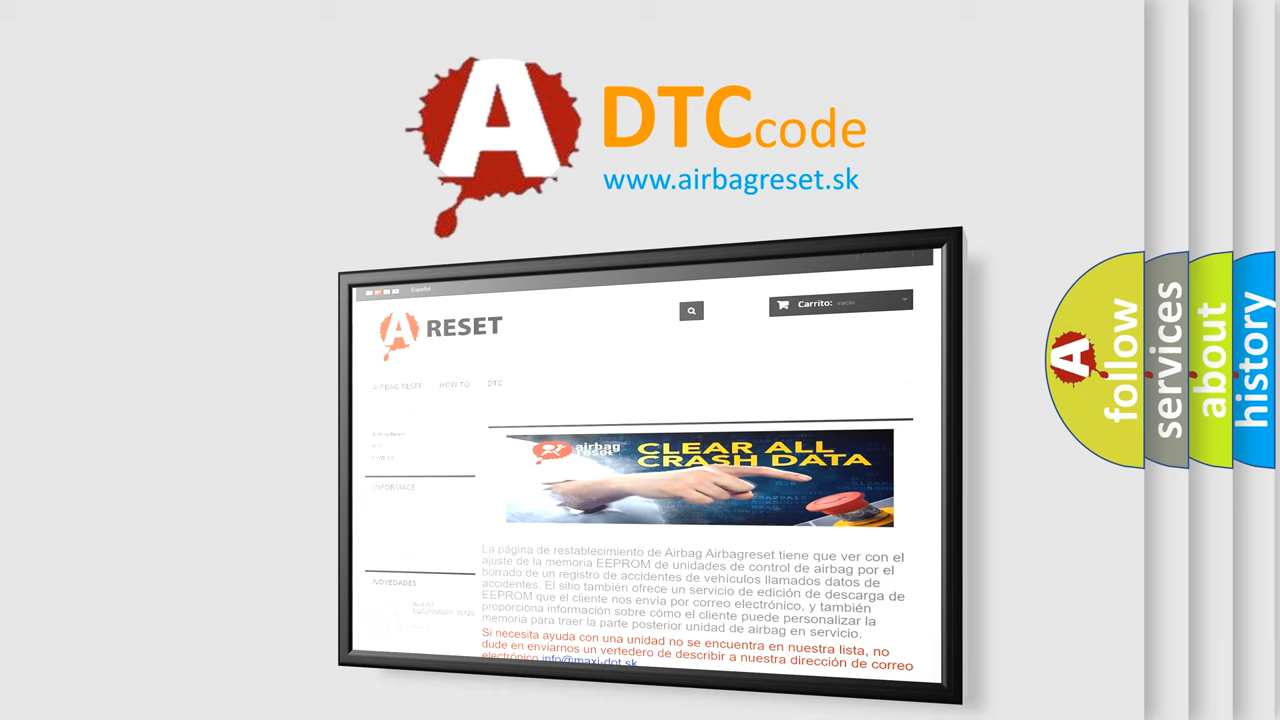 A DTCcode
www.airbagreset.sk
Español
A RESET
Carrito: vacío
AIRBAG RESET HOW TO DTC
INFORMACE
NOVEDADES
airbag
reset
CLEAR ALL
CRASH DATA
La página de restablecimiento de Airbag Airbagreset tiene que ver con el
ajuste de la memoria EEPROM de unidades de control de airbag por el
borrado de un registro de accidentes de vehículos llamados datos de
accidentes. El sitio también ofrece un servicio de edición de descarga de
EEPROM que el cliente nos envía por correo electrónico, y también
proporciona información sobre cómo el cliente puede personalizar la
memoria para traer la parte posterior unidad de airbag en servicio.
Si necesita ayuda con una unidad no se encuentra en nuestra lista, no
dude en enviarnos un vertedero de describir a nuestra dirección de correo
electrónico info@maxi-dot.sk
A follow
services
about
history